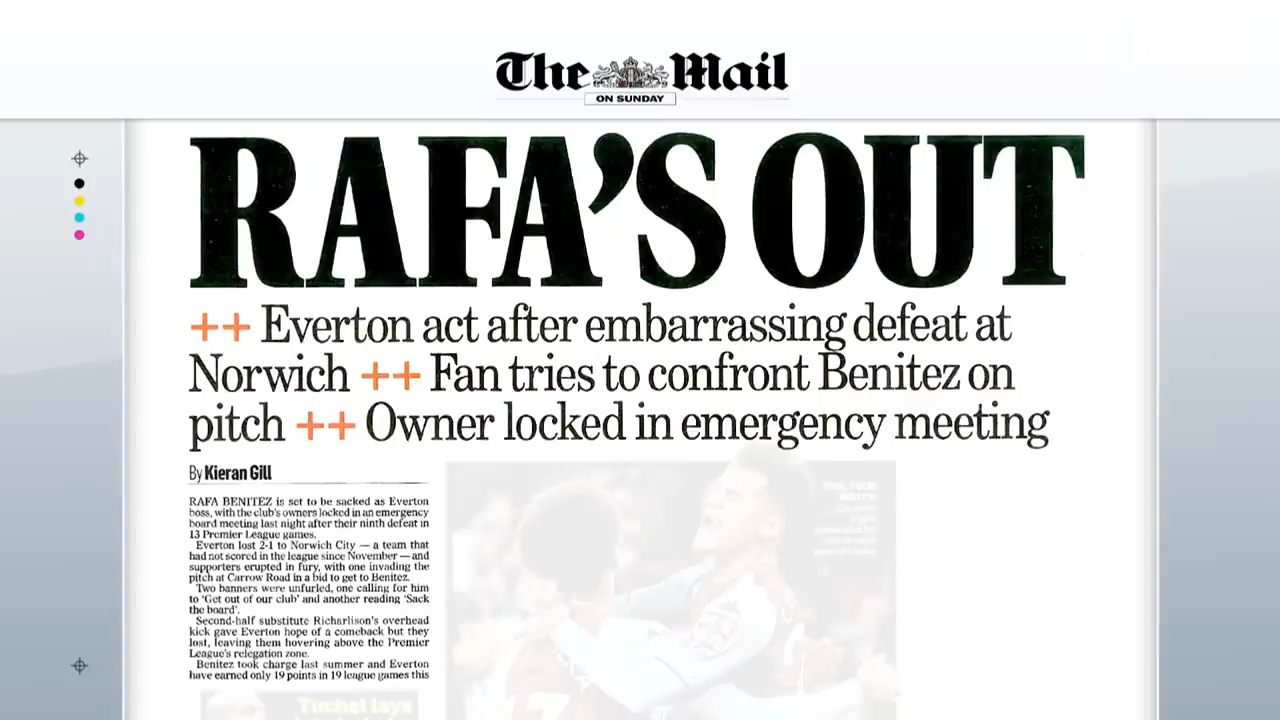 The Mail
ON SUNDAY
RAFA'S OUT
++ Everton act after embarrassing defeat at
Norwich ++ Fan tries to confront Benitez on
pitch ++ Owner locked in emergency meeting
By Kieran Gill
RAFA BENITEZ is set to be sacked as Everton
boss, with the club's owners locked in an emergency
board meeting last night after their ninth defeat in
13 Premier League games.
Everton lost 2-1 to Norwich City — a team that
had not scored in the league since November — and
supporters erupted in fury, with one invading the
pitch at Carrow Road in a bid to get to Benitez.
Two banners were unfurled, one calling for him
to 'Get out of our club' and another reading 'Sack
the board'.
Second-half substitute Richarlison's overhead
kick gave Everton hope of a comeback but they
lost, leaving them hovering above the Premier
League's relegation zone.
Benitez took charge last summer and Everton
have earned only 19 points in 19 league games this
Tuchel lays